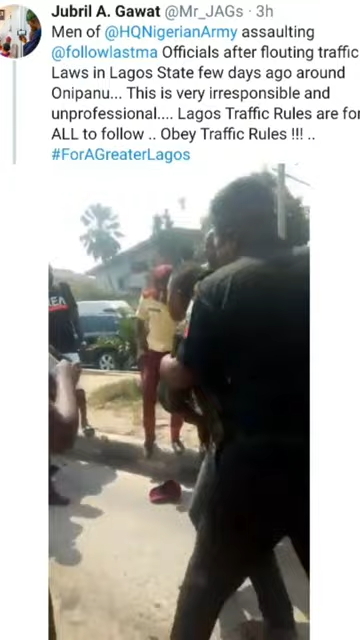 Jubril A. Gawat @Mr_JAGs · 3h
Men of @HQNigerianArmy assaulting
@followlastma Officials after flouting traffic
Laws in Lagos State few days ago around
Onipanu... This is very irresponsible and
unprofessional.... Lagos Traffic Rules are for
ALL to follow .. Obey Traffic Rules !!! ..
#ForAGreaterLagos